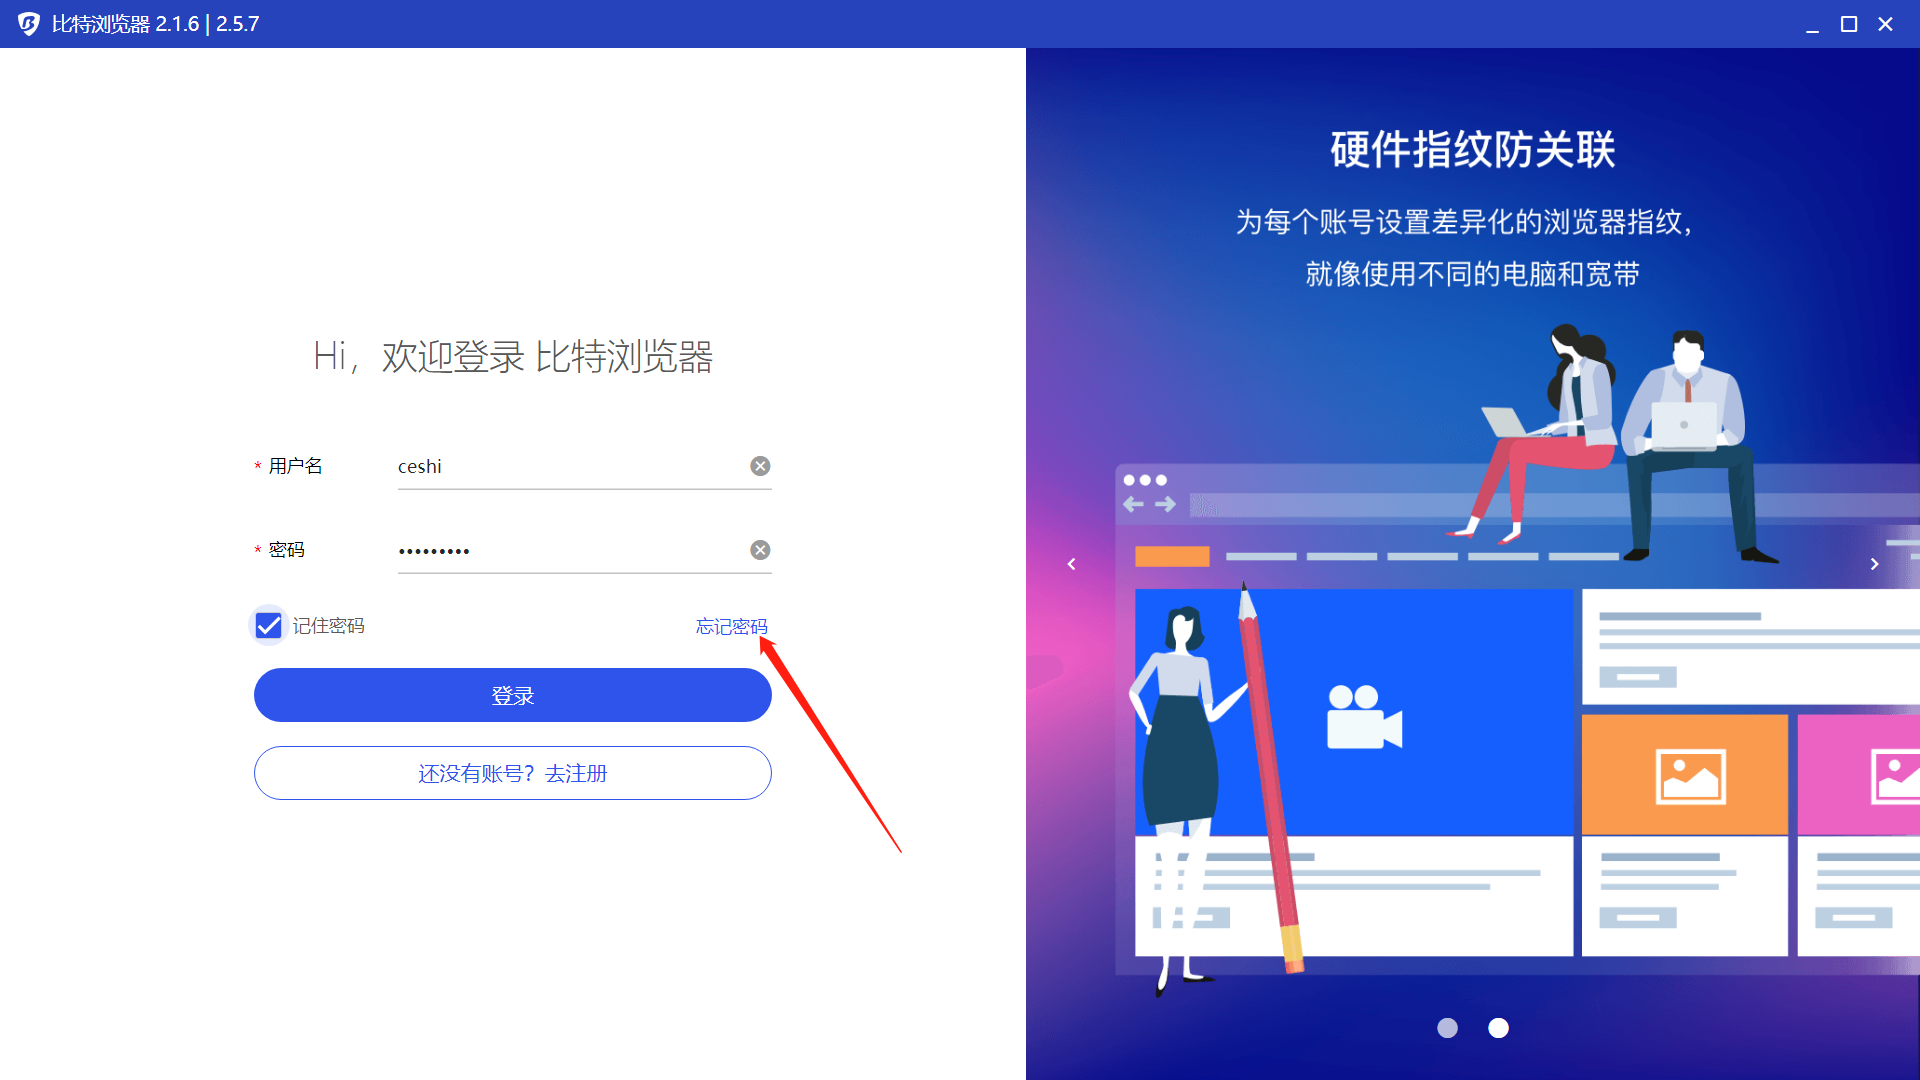 比特浏览器 2.1.6 | 2.5.7
Hi，欢迎登录 比特浏览器
* 用户名
ceshi
* 密码
•••••••••
记住密码
忘记密码
登录
还没有账号？去注册
硬件指纹防关联
为每个账号设置差异化的浏览器指纹，
就像使用不同的电脑和宽带